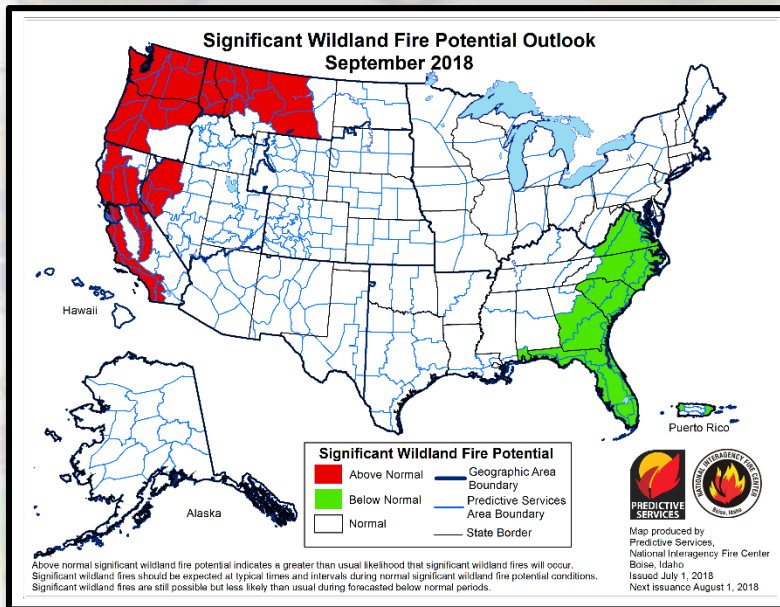 Significant Wildland Fire Potential Outlook
September 2018
Hawaii
Alaska
Puerto Rico
Significant Wildland Fire Potential
Above Normal
Below Normal
Normal
Geographic Area
Boundary
Predictive Services
Area Boundary
State Border
PREDICTIVE
SERVICES
NATIONAL INTERAGENCY FIRE CENTER
Boise, Idaho
Map produced by
Predictive Services,
National Interagency Fire Center
Boise, Idaho
Issued July 1, 2018
Next issuance August 1, 2018
Above normal significant wildland fire potential indicates a greater than usual likelihood that significant wildland fires will occur.
Significant wildland fires should be expected at typical times and intervals during normal significant wildland fire potential conditions.
Significant wildland fires are still possible but less likely than usual during forecasted below normal periods.